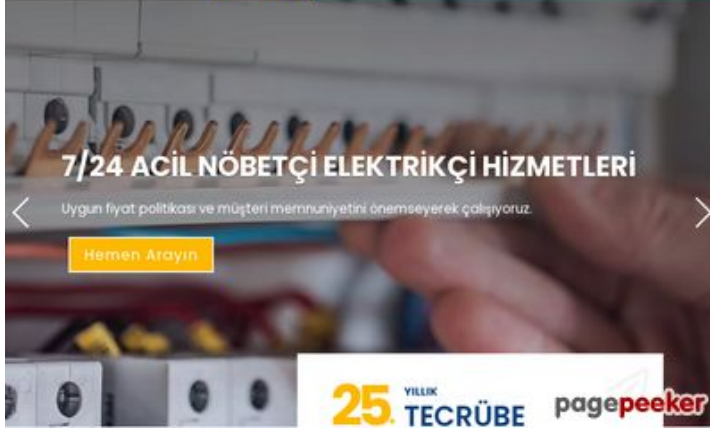 7/24 ACİL NÖBETÇİ ELEKTRİKÇİ HİZMETLERİ
Uygun fiyat politikası ve müşteri memnuniyetini önemseyerek çalışıyoruz.
Hemen Arayın
25. YILLIK
TECRÜBE
pagepeeker